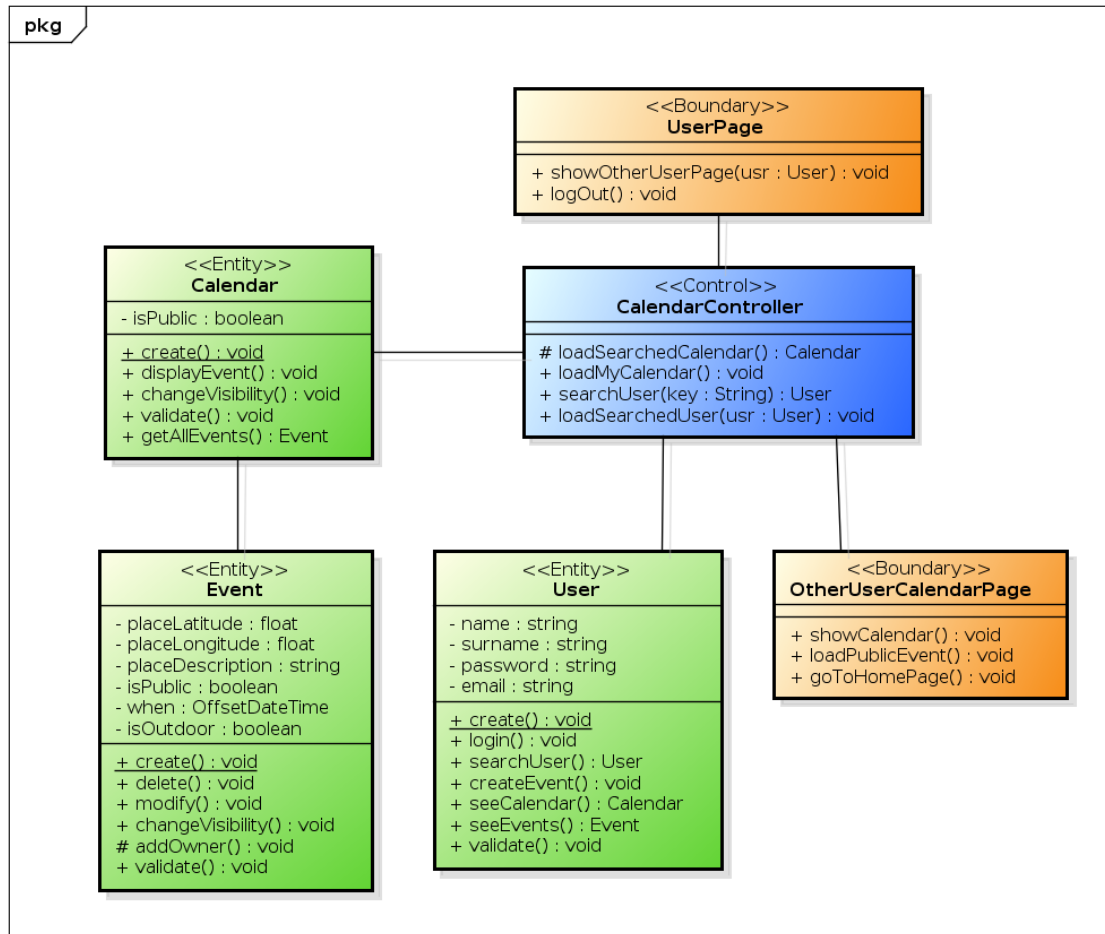 pkg
<<Boundary>>
UserPage
+ showOtherUserPage(usr : User) : void
+ logOut() : void
<<Entity>>
Calendar
- isPublic : boolean
+ create() : void
+ displayEvent() : void
+ changeVisibility() : void
+ validate() : void
+ getAllEvents() : Event
<<Control>>
CalendarController
# loadSearchedCalendar() : Calendar
+ loadMyCalendar() : void
+ searchUser(key : String) : User
+ loadSearchedUser(usr : User) : void
<<Entity>>
Event
- placeLatitude : float
- placeLongitude : float
- placeDescription : string
- isPublic : boolean
- when : OffsetDateTime
- isOutdoor : boolean
+ create() : void
+ delete() : void
+ modify() : void
+ changeVisibility() : void
# addOwner() : void
+ validate() : void
<<Entity>>
User
- name : string
- surname : string
- password : string
- email : string
+ create() : void
+ login() : void
+ searchUser() : User
+ createEvent() : void
+ seeCalendar() : Calendar
+ seeEvents() : Event
+ validate() : void
<<Boundary>>
OtherUserCalendarPage
+ showCalendar() : void
+ loadPublicEvent() : void
+ goToHomePage() : void